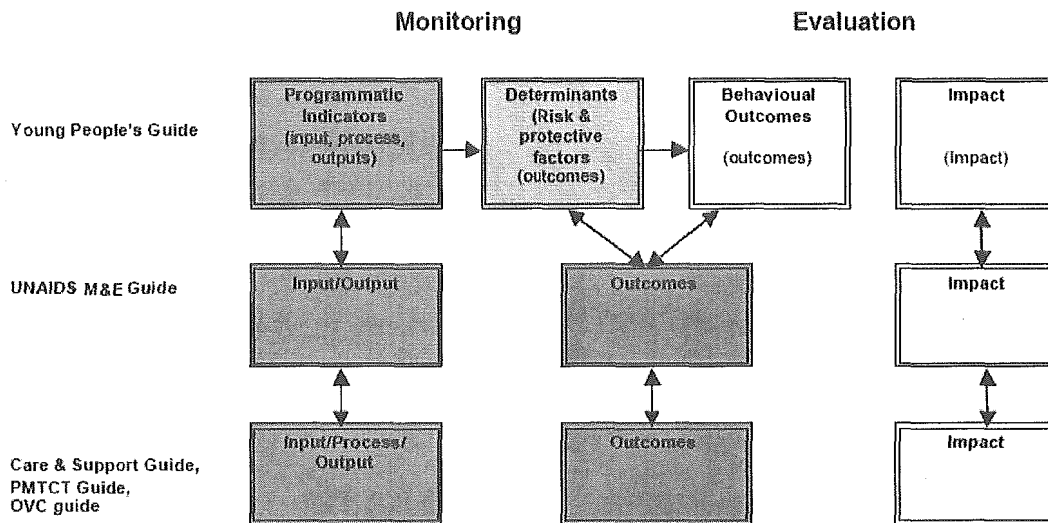 Monitoring
Evaluation
Young People's Guide
Programmatic
Indicators
(input, process,
outputs)
Determinants
(Risk &
protective
factors
(outcomes)
Behavioual
Outcomes
(outcomes)
Impact
(Impact)
UNAIDS M&E Guide
Input/Output
Outcomes
Impact
Care & Support Guide,
PMTCT Guide,
OVC guide
Input/Process/
Output
Outcomes
Impact